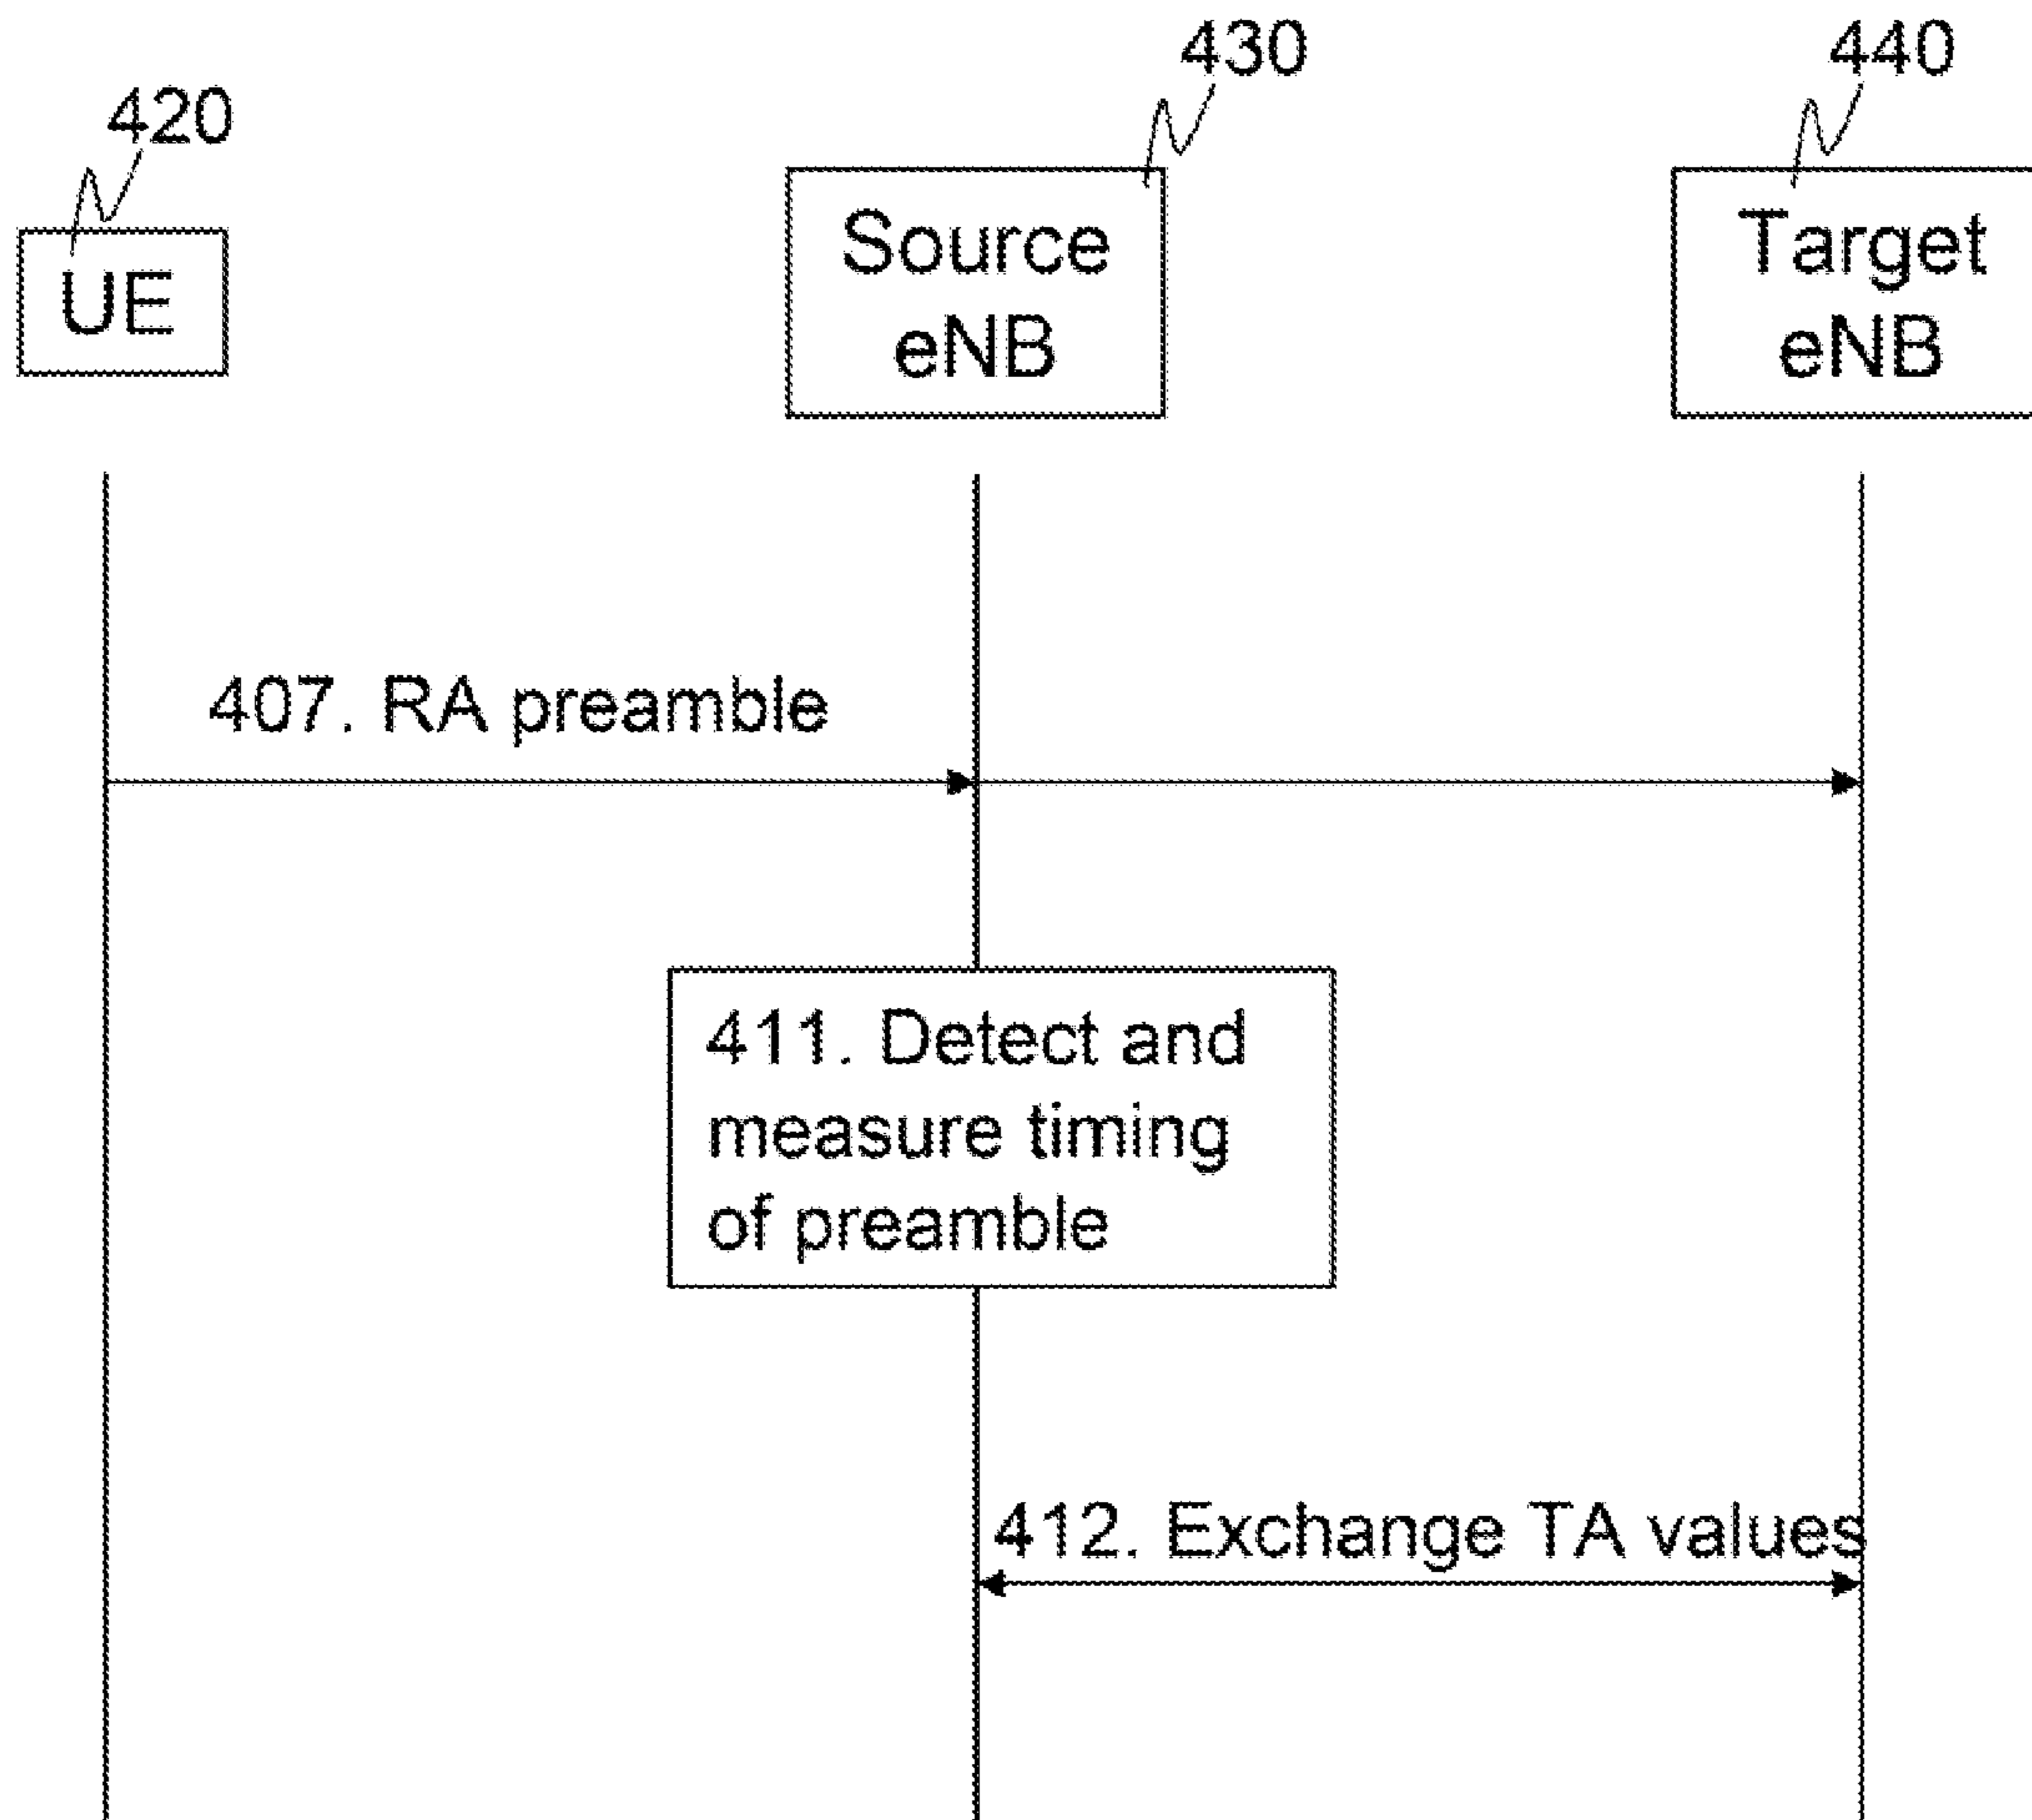 430
440
420
Source
eNB
Target
eNB
UE
407. RA preamble
411. Detect and
measure timing
of preamble
412. Exchange TA values